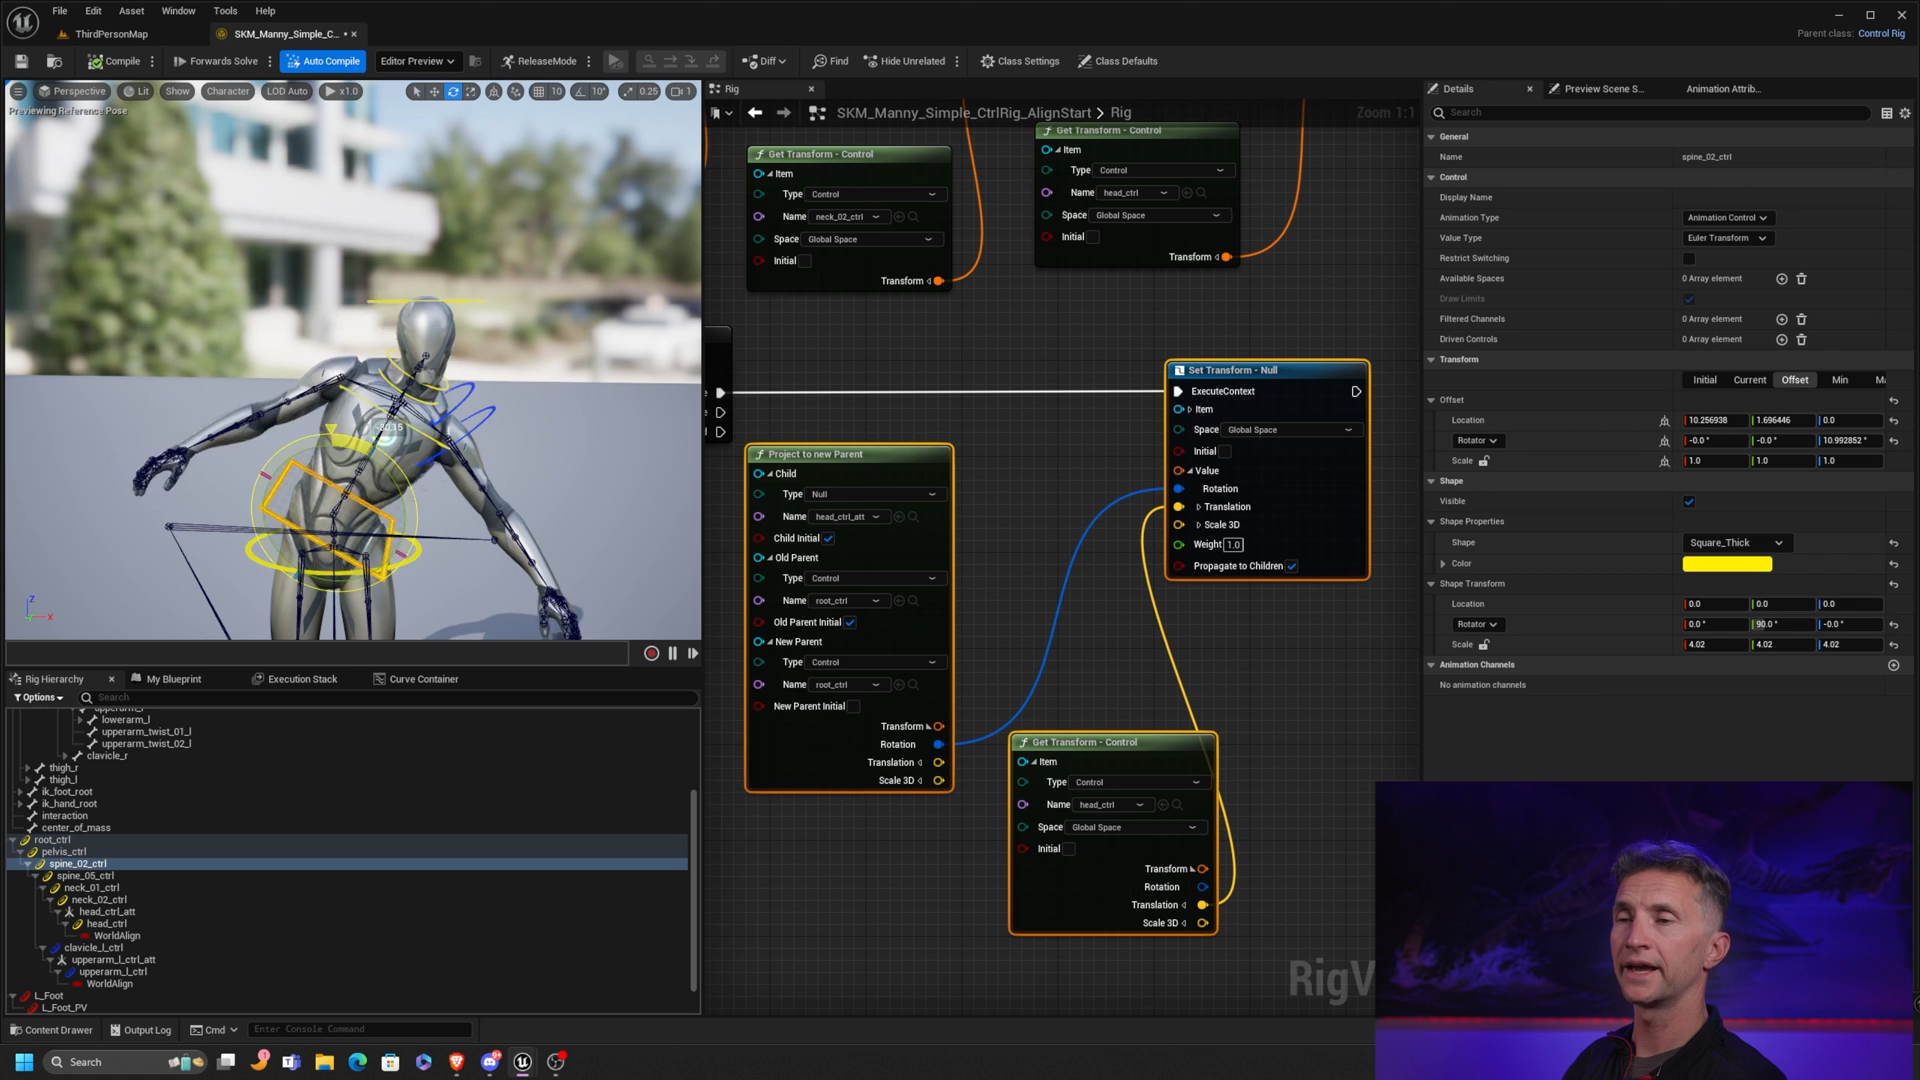 File Edit Asset Window Tools Help
ThirdPersonMap
SKM_Manny_Simple_C... •
Parent class: Control Rig
Compile
Forwards Solve
Auto Compile
Editor Preview
ReleaseMode
Diff
Find
Hide Unrelated
Class Settings
Class Defaults
Perspective Lit Show Character LOD Auto x1.0 10 10° 0.25 1
Previewing Reference Pose
-30.15
Z
X
Rig
SKM_Manny_Simple_CtrlRig_AlignStart > Rig
Zoom 1:1
Get Transform - Control
Item
Type Control
Name neck_02_ctrl
Space Global Space
Initial
Transform
Get Transform - Control
Item
Type Control
Name head_ctrl
Space Global Space
Initial
Transform
Project to new Parent
Child
Type Null
Name head_ctrl_att
Child Initial
Old Parent
Type Control
Name root_ctrl
Old Parent Initial
New Parent
Type Control
Name root_ctrl
New Parent Initial
Transform
Rotation
Translation
Scale 3D
Set Transform - Null
ExecuteContext
Item
Space Global Space
Initial
Value
Rotation
Translation
Scale 3D
Weight 1.0
Propagate to Children
Get Transform - Control
Item
Type Control
Name head_ctrl
Space Global Space
Initial
Transform
Rotation
Translation
Scale 3D
RigV
Rig Hierarchy
My Blueprint
Execution Stack
Curve Container
Options
Search
upperarm_l
lowerarm_l
upperarm_twist_01_l
upperarm_twist_02_l
clavicle_r
thigh_r
thigh_l
ik_foot_root
ik_hand_root
interaction
center_of_mass
root_ctrl
pelvis_ctrl
spine_02_ctrl
spine_05_ctrl
neck_01_ctrl
neck_02_ctrl
head_ctrl_att
head_ctrl
WorldAlign
clavicle_l_ctrl
upperarm_l_ctrl_att
upperarm_l_ctrl
WorldAlign
L_Foot
L_Foot_PV
Details
Preview Scene S...
Animation Attrib...
Search
General
Name spine_02_ctrl
Control
Display Name
Animation Type Animation Control
Value Type Euler Transform
Restrict Switching
Available Spaces 0 Array element
Draw Limits
Filtered Channels 0 Array element
Driven Controls 0 Array element
Transform
Initial Current Offset Min Ma
Offset
Location 10.256938 1.696446 0.0
Rotator -0.0 ° -0.0 ° 10.992852 °
Scale 1.0 1.0 1.0
Shape
Visible
Shape Properties
Shape Square_Thick
Color
Shape Transform
Location 0.0 0.0 0.0
Rotator 0.0 ° 90.0 ° -0.0 °
Scale 4.02 4.02 4.02
Animation Channels
No animation channels
Content Drawer
Output Log
Cmd
Enter Console Command
Search